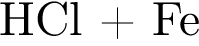 HCl + Fe